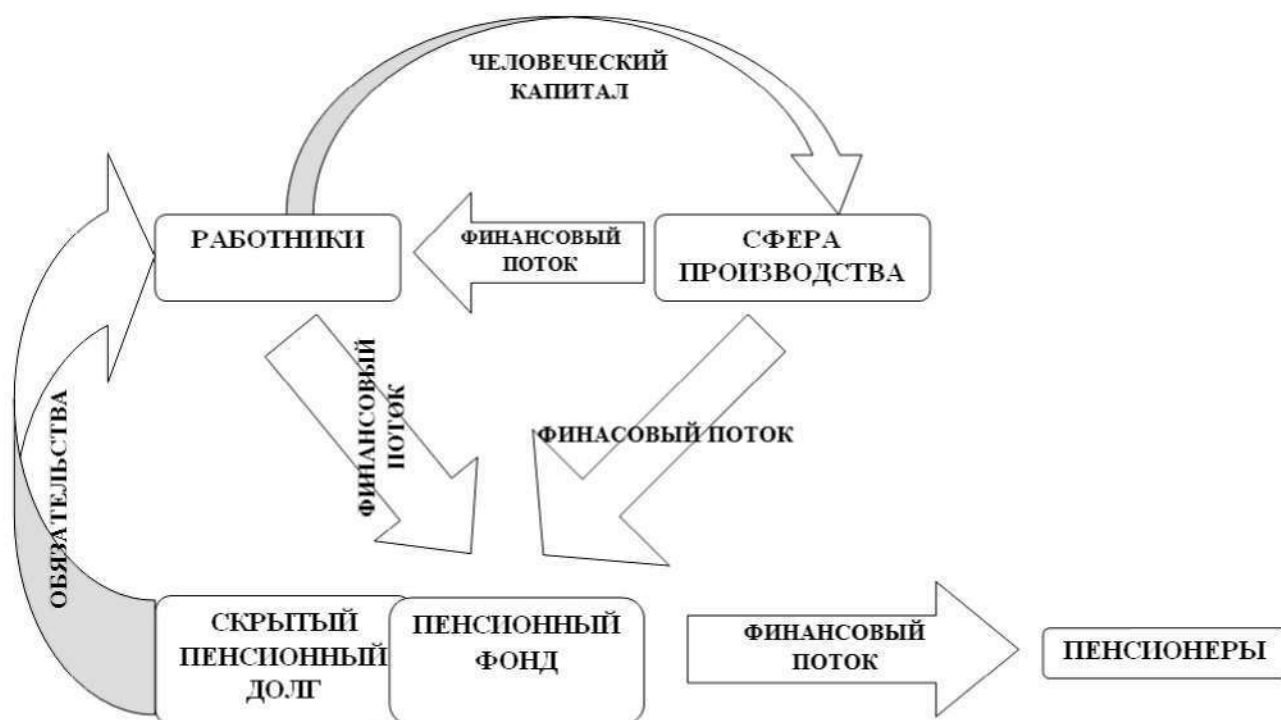 ЧЕЛОВЕЧЕСКИЙ
КАПИТАЛ
РАБОТНИКИ
ФИНАНСОВЫЙ
ПОТОК
СФЕРА
ПРОИЗВОДСТВА
ФИНАНСОВЫЙ
ПОТОК
ФИНАСОВЫЙ ПОТОК
ОБЯЗАТЕЛЬСТВА
СКРЫТЫЙ
ПЕНСИОННЫЙ
ДОЛГ
ПЕНСИОННЫЙ
ФОНД
ФИНАНСОВЫЙ
ПОТОК
ПЕНСИОНЕРЫ